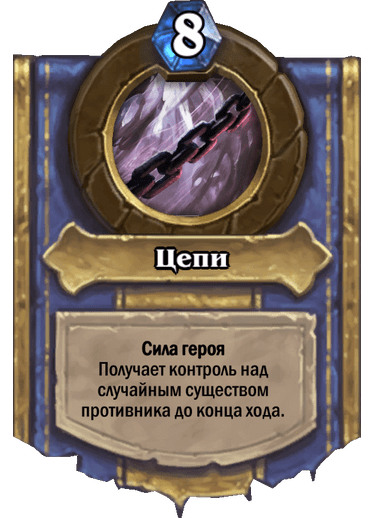 8
Цепи
Сила героя
Получает контроль над
случайным существом
противника до конца хода.